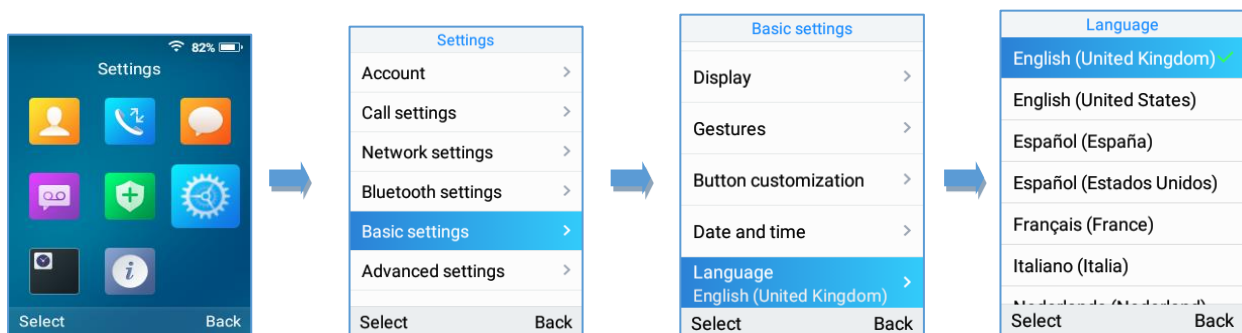 82%
Settings
Select Back
Settings
Account
Call settings
Network settings
Bluetooth settings
Basic settings
Advanced settings
Select Back
Basic settings
Display
Gestures
Button customization
Date and time
Language
English (United Kingdom)
Select Back
Language
English (United Kingdom)
English (United States)
Español (España)
Español (Estados Unidos)
Français (France)
Italiano (Italia)
Select Back